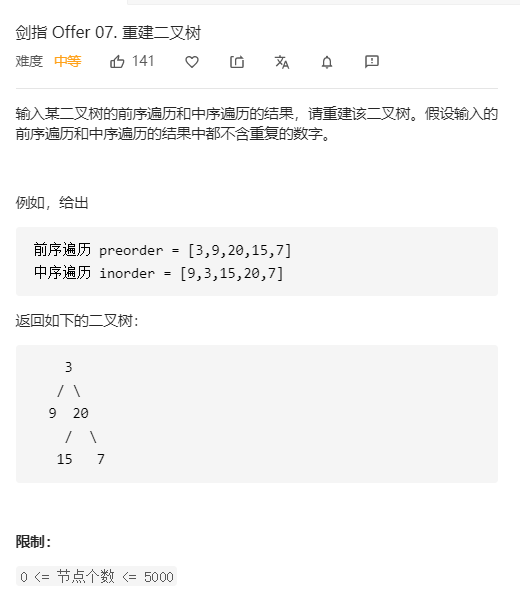 剑指 Offer 07. 重建二叉树
难度 中等 141
输入某二叉树的前序遍历和中序遍历的结果，请重建该二叉树。假设输入的
前序遍历和中序遍历的结果中都不含重复的数字。
例如，给出
前序遍历 preorder = [3,9,20,15,7]
中序遍历 inorder = [9,3,15,20,7]
返回如下的二叉树：
3
/ \
9 20
/ \
15 7
限制：
0 <= 节点个数 <= 5000